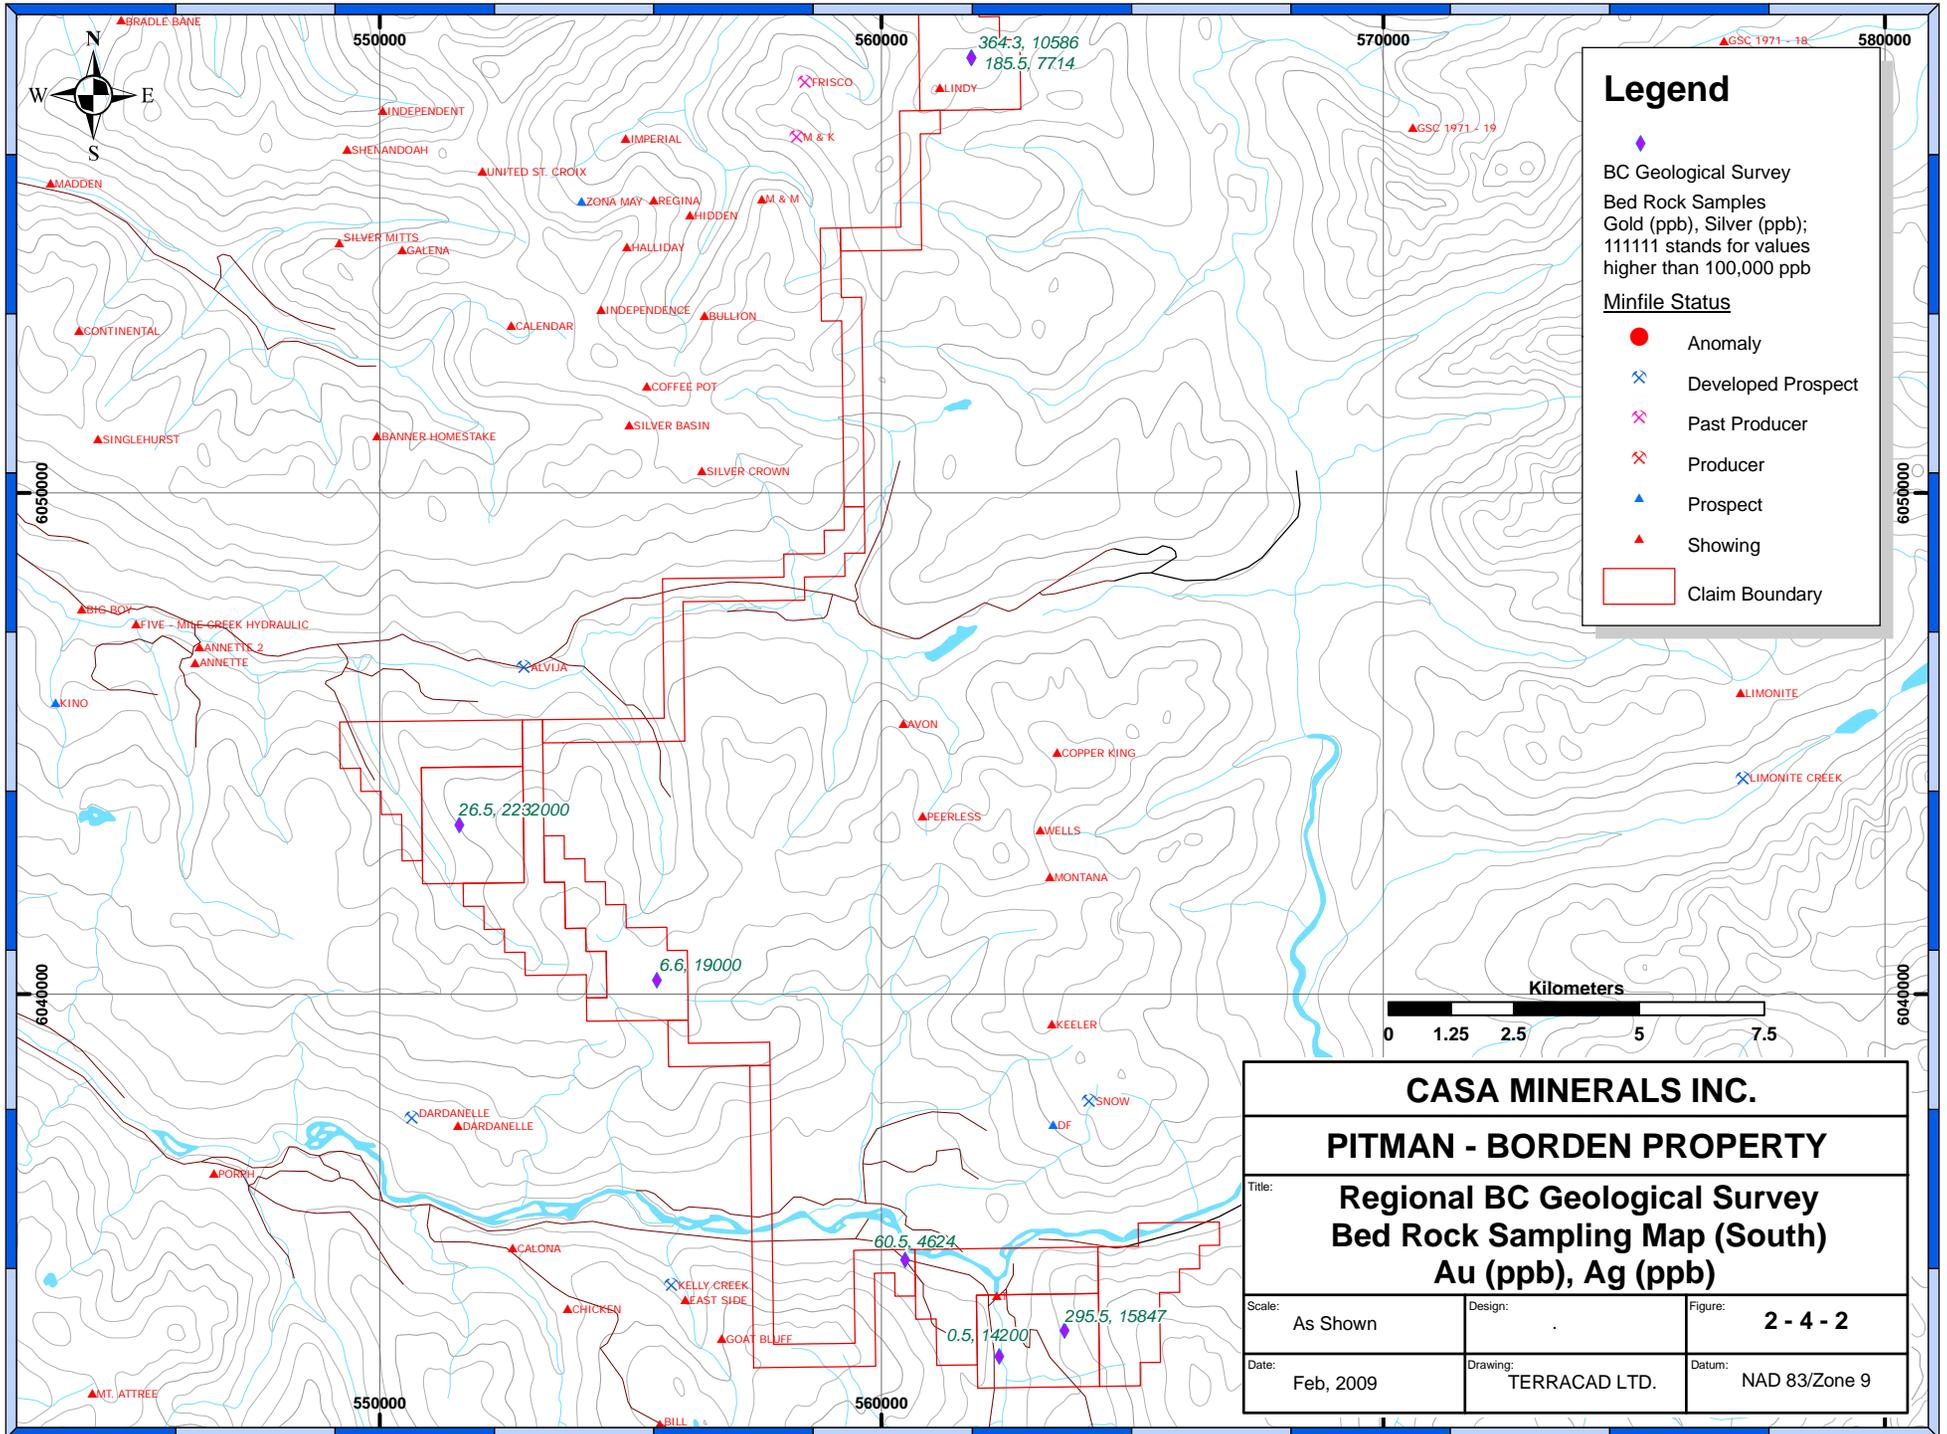 BRADLE BANE
550000
560000
570000
580000
GSC 1971 - 18
N
W
E
S
364.3, 10586
185.5, 7714
FRISCO
LINDY
INDEPENDENT
M & K
IMPERIAL
GSC 1971 - 19
SHENANDOAH
UNITED ST. CROIX
MADDEN
ZONA MAY
REGINA
M & M
HIDDEN
SILVER MITTS
GALENA
HALLIDAY
INDEPENDENCE
BULLION
CALENDAR
CONTINENTAL
COFFEE POT
SILVER BASIN
SINGLEHURST
BANNER HOMESTAKE
SILVER CROWN
6050000
6050000
Legend
BC Geological Survey
Bed Rock Samples
Gold (ppb), Silver (ppb);
111111 stands for values
higher than 100,000 ppb
Minfile Status
Anomaly
Developed Prospect
Past Producer
Producer
Prospect
Showing
Claim Boundary
BIG BOY
FIVE - MILE CREEK HYDRAULIC
ANNETTE 2
ANNETTE
ALVIJA
KINO
LIMONITE
AVON
COPPER KING
LIMONITE CREEK
26.5, 2232000
PEERLESS
WELLS
MONTANA
6.6, 19000
6040000
6040000
Kilometers
0
1.25
2.5
5
7.5
KEELER
SNOW
DF
DARDANELLE
DARDANELLE
PORPH
60.5, 4624
CALONA
KELLY CREEK
EAST SIDE
CHICKEN
GOAT BLUFF
0.5, 14200
295.5, 15847
MT. ATTREE
BILL
550000
560000
CASA MINERALS INC.
PITMAN - BORDEN PROPERTY
Title:
Regional BC Geological Survey
Bed Rock Sampling Map (South)
Au (ppb), Ag (ppb)
Scale:
As Shown
Design:
.
Figure:
2 - 4 - 2
Date:
Feb, 2009
Drawing:
TERRACAD LTD.
Datum:
NAD 83/Zone 9